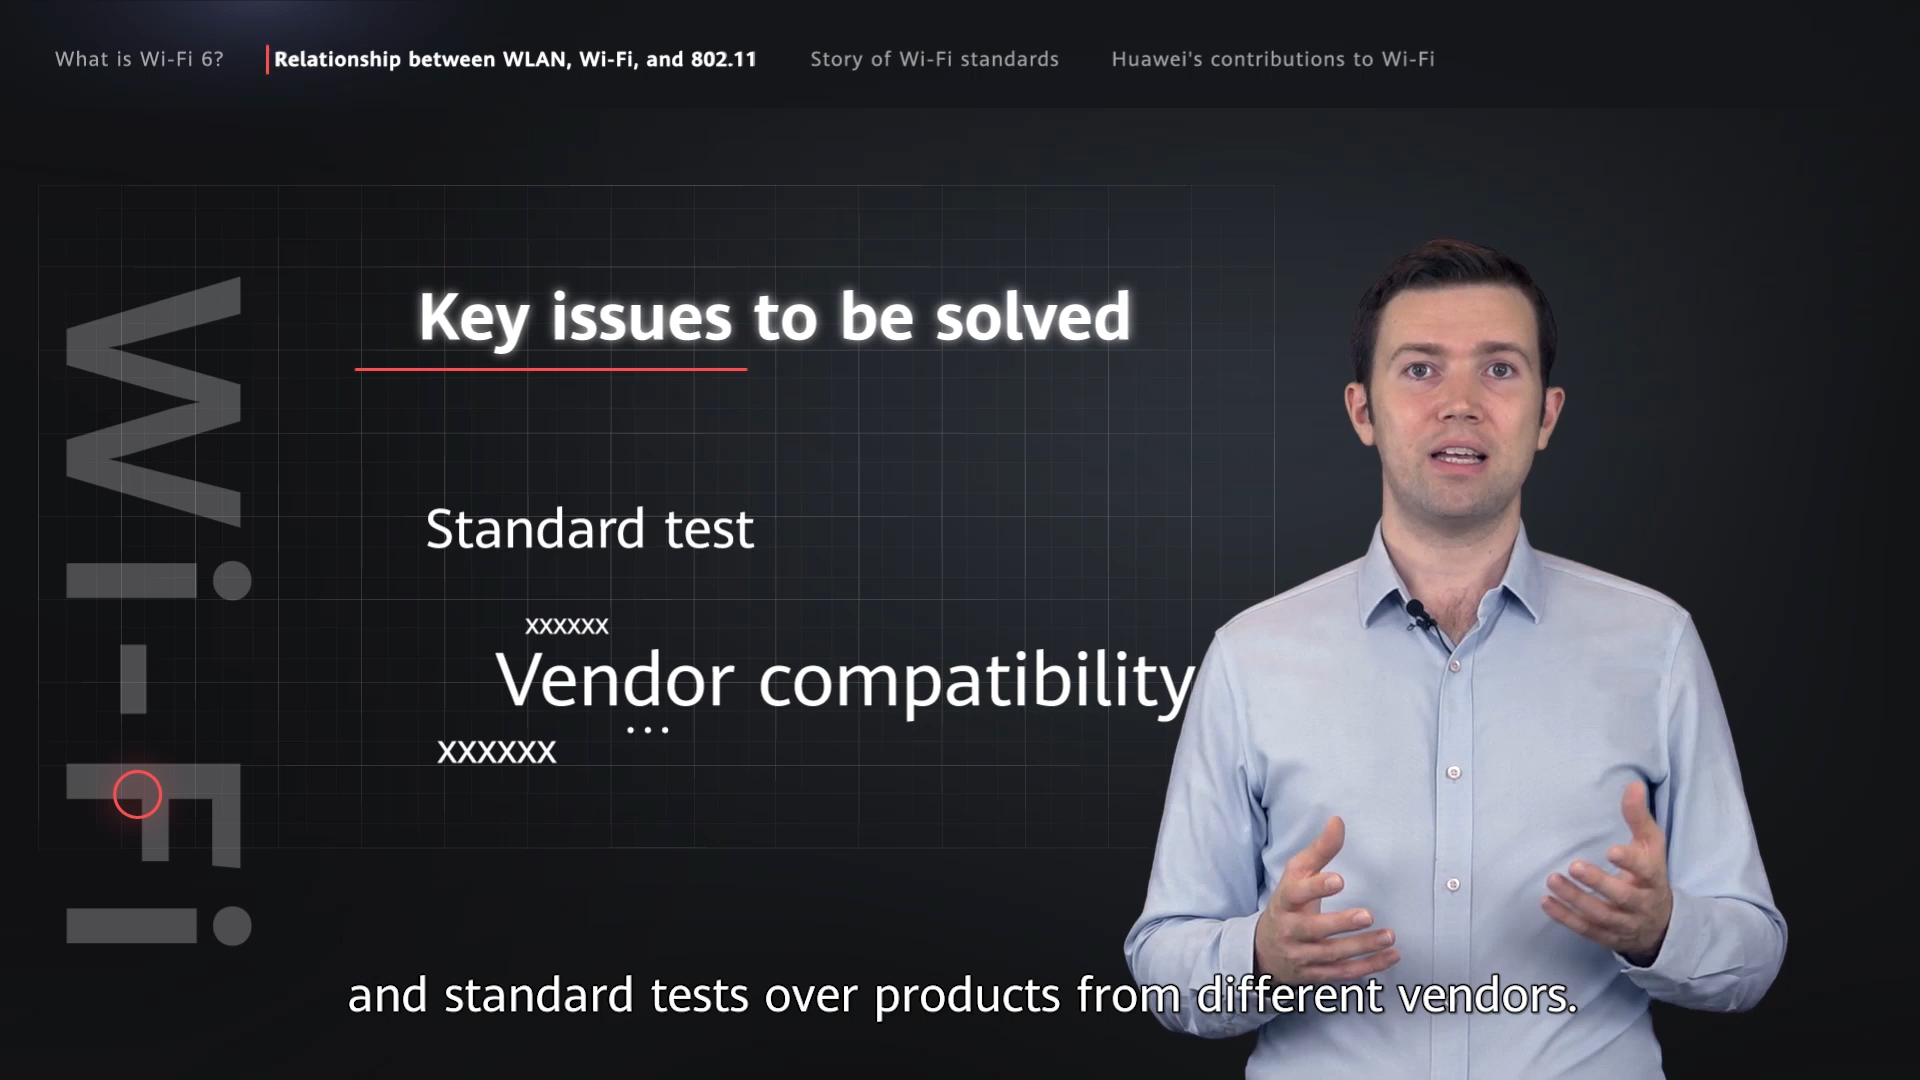 What is Wi-Fi 6?
Relationship between WLAN, Wi-Fi, and 802.11
Story of Wi-Fi standards
Huawei's contributions to Wi-Fi
Wi-Fi
Key issues to be solved
Standard test
xxxxxx
Vendor compatibility
...
xxxxxx
and standard tests over products from different vendors.